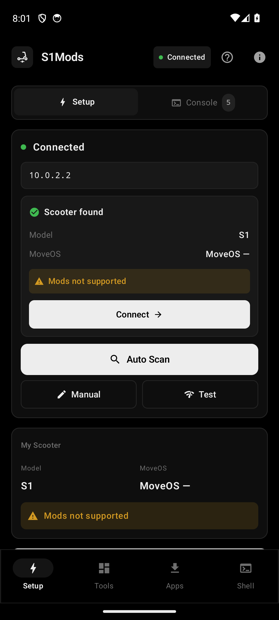 8:01
S1Mods
Connected
Setup
Console 5
Connected
10.0.2.2
Scooter found
Model S1
MoveOS MoveOS —
Mods not supported
Connect →
Auto Scan
Manual
Test
My Scooter
Model MoveOS
S1 MoveOS —
Mods not supported
Setup Tools Apps Shell